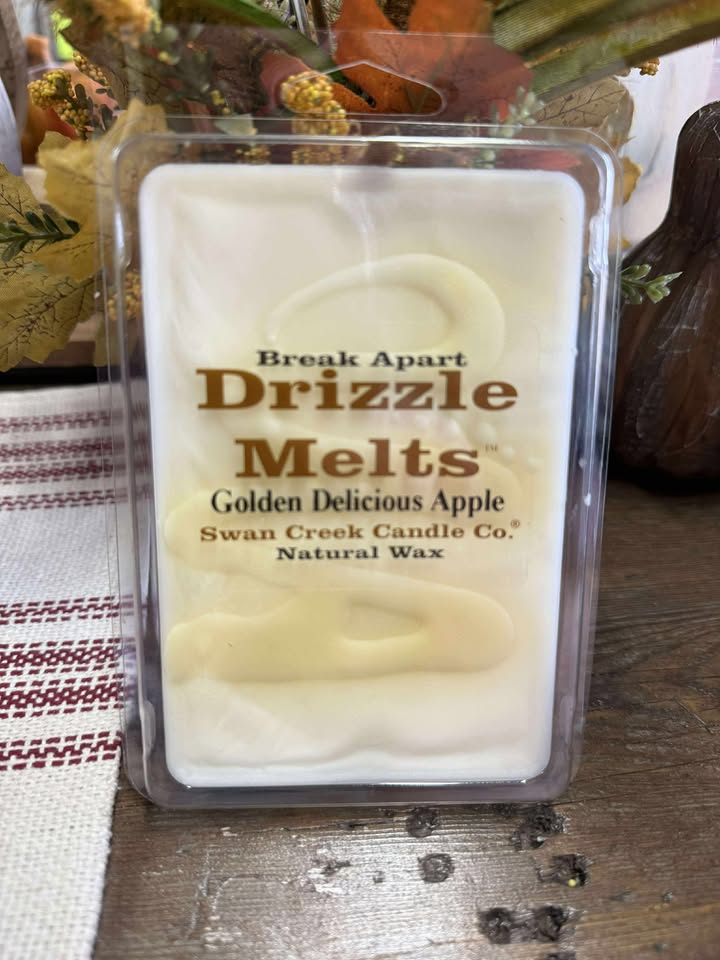 Break Apart
Drizzle
Melts™
Golden Delicious Apple
Swan Creek Candle Co.®
Natural Wax